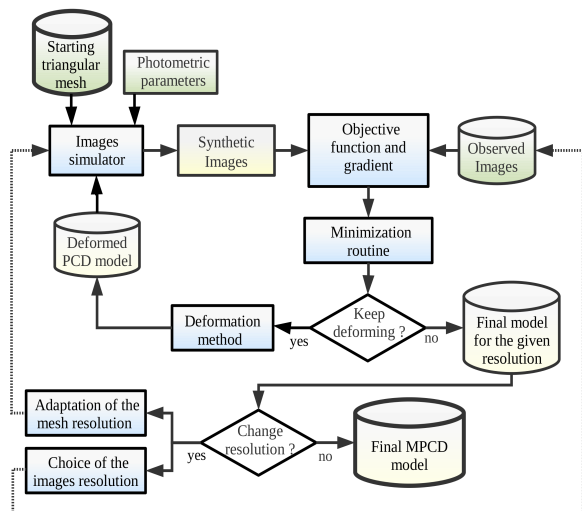 Starting
triangular
mesh
Photometric
parameters
Images
simulator
Synthetic
Images
Objective
function and
gradient
Observed
Images
Minimization
routine
Deformed
PCD model
Deformation
method
yes
Keep
deforming ?
no
Final model
for the given
resolution
Adaptation of the
mesh resolution
Choice of the
images resolution
yes
Change
resolution ?
no
Final MPCD
model